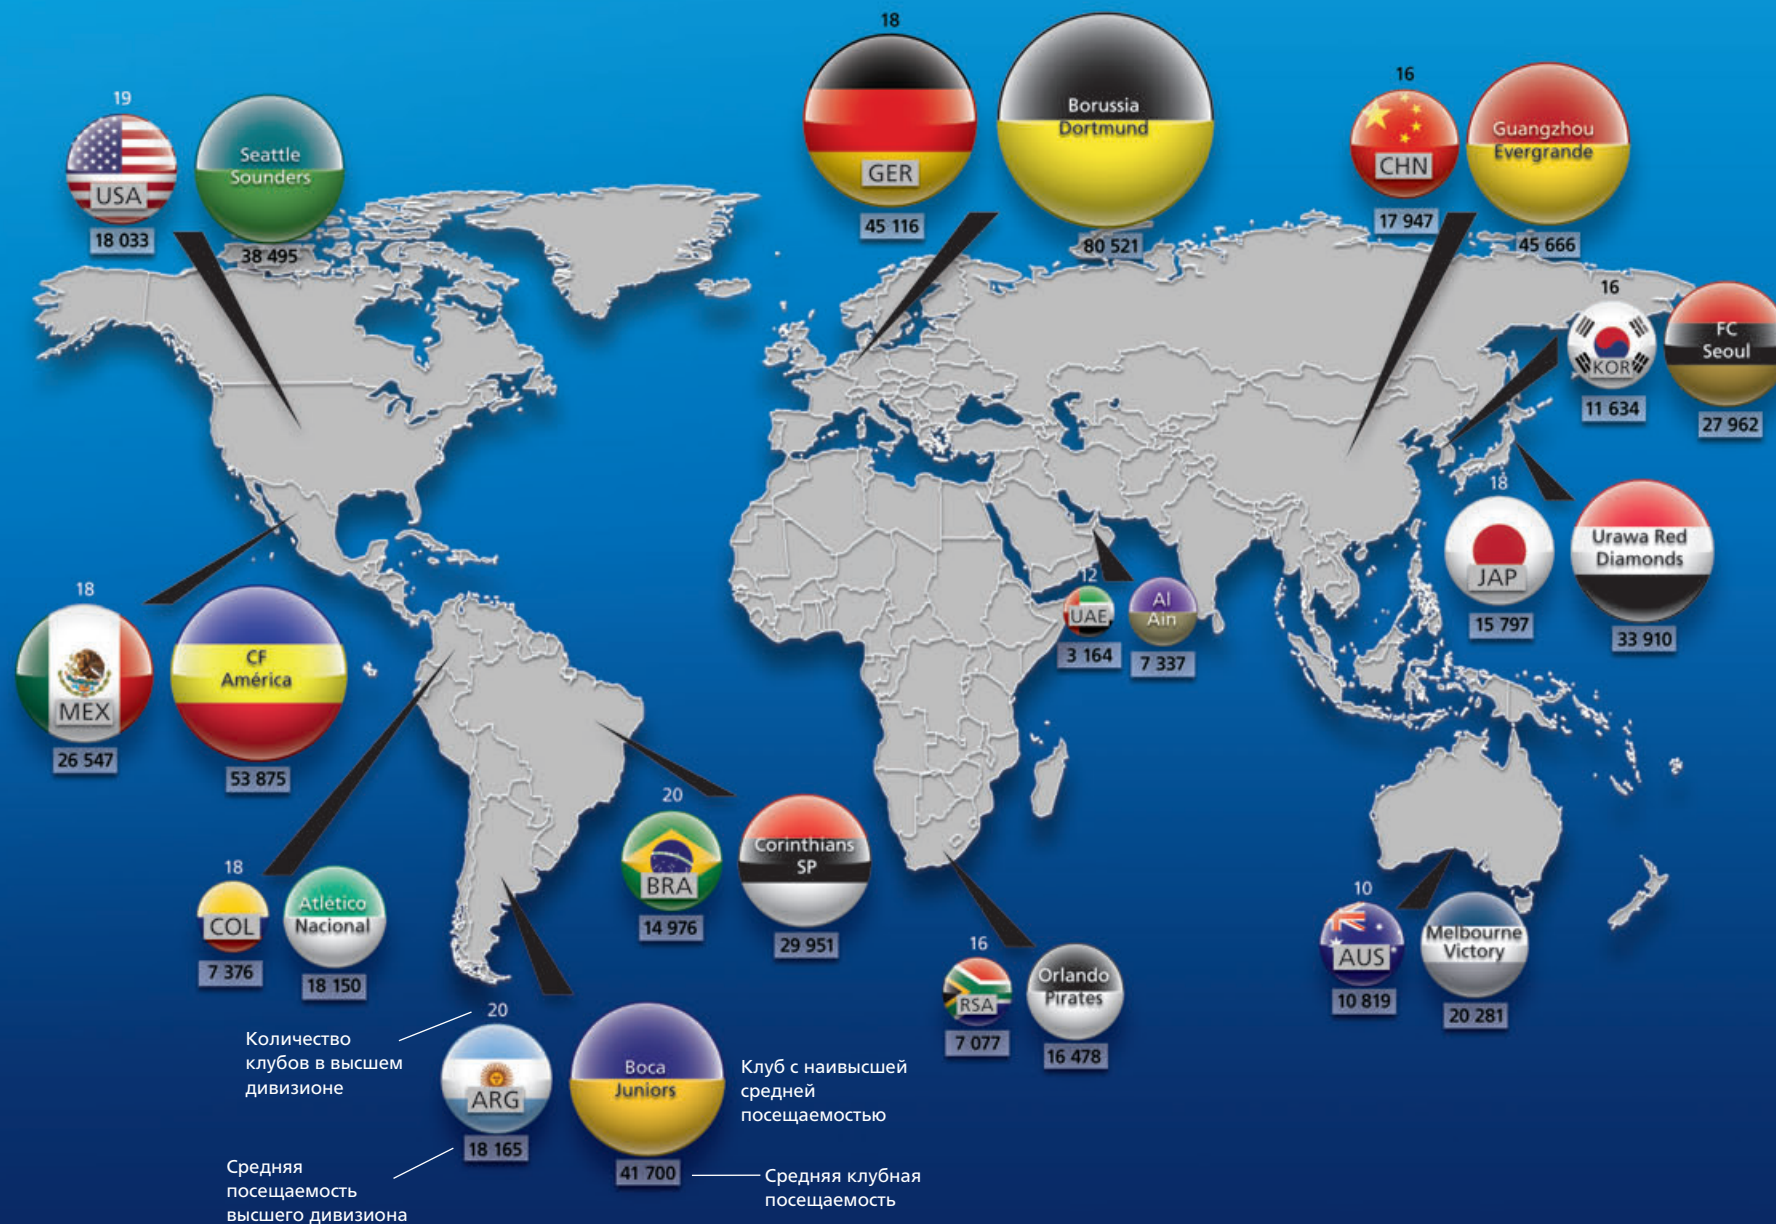 19
USA
18 033
Seattle
Sounders
38 495
18
GER
45 116
Borussia
Dortmund
80 521
16
CHN
17 947
Guangzhou
Evergrande
45 666
16
KOR
11 634
FC
Seoul
27 962
18
JAP
15 797
Urawa Red
Diamonds
33 910
12
UAE
3 164
Al
Ain
7 337
18
MEX
26 547
CF
América
53 875
18
COL
7 376
Atlético
Nacional
18 150
20
BRA
14 976
Corinthians
SP
29 951
16
RSA
7 077
Orlando
Pirates
16 478
10
AUS
10 819
Melbourne
Victory
20 281
20
ARG
18 165
Boca
Juniors
41 700
Количество
клубов в высшем
дивизионе
Клуб с наивысшей
средней
посещаемостью
Средняя
посещаемость
высшего дивизиона
Средняя клубная
посещаемость